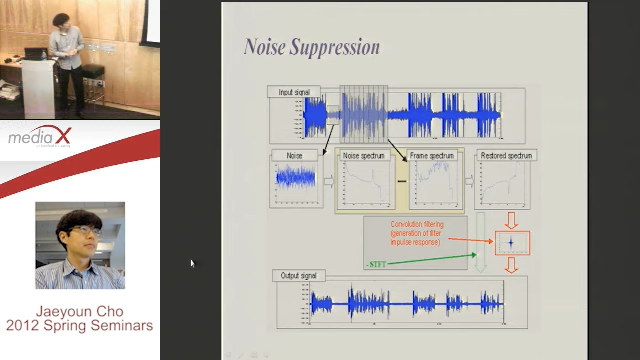 Noise Suppression
Input signal
Noise
Noise spectrum
Frame spectrum
Restored spectrum
Convolution filtering
(generation of filter
impulse response)
Output signal
mediaX
Jaeyoun Cho
2012 Spring Seminars